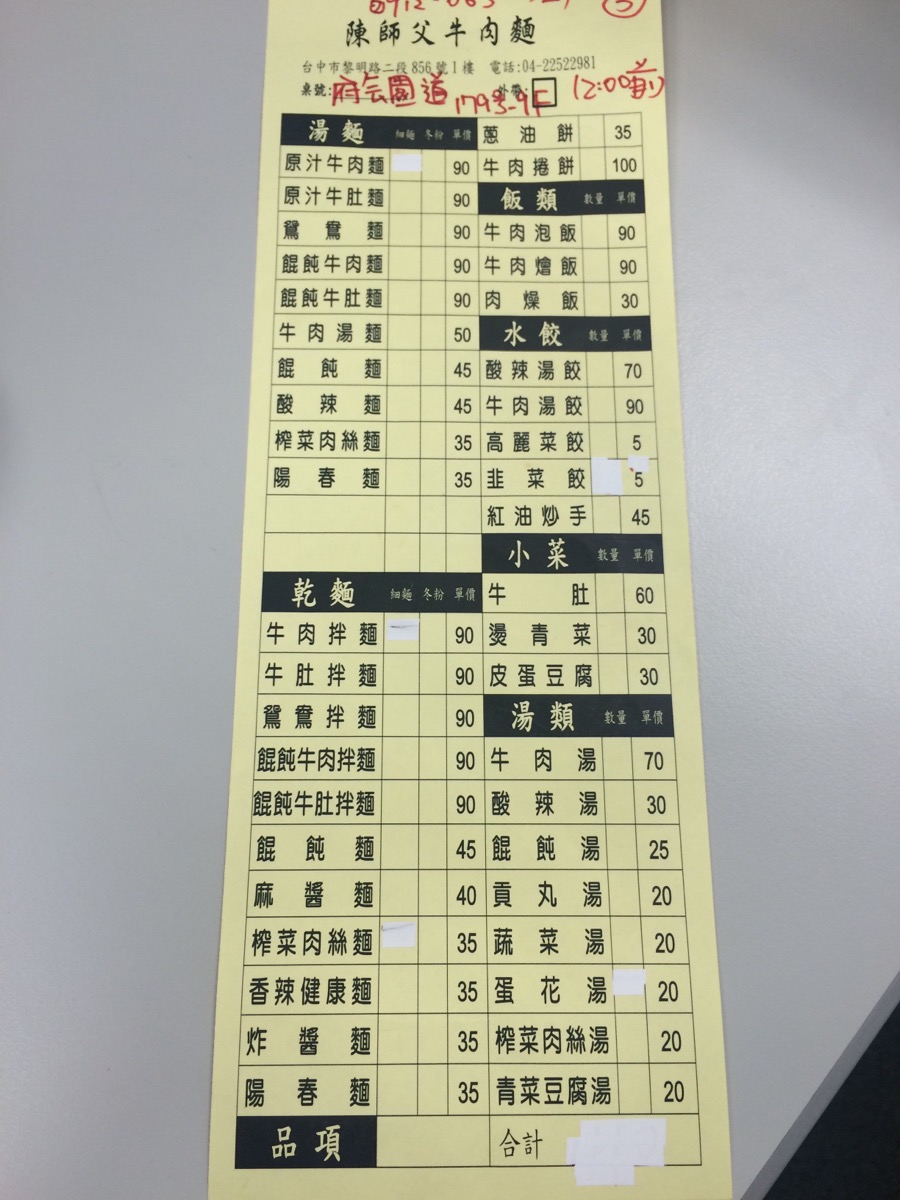 陳師父牛肉麵
台中市黎明路二段856號1樓 電話:04-22522981
桌號: 府会園道 179号-9F 外帶:□ 12:00前
湯麵 細麵 冬粉 單價
原汁牛肉麵 90
原汁牛肚麵 90
鴛鴦麵 90
餛飩牛肉麵 90
餛飩牛肚麵 90
牛肉湯麵 50
餛飩麵 45
酸辣麵 45
榨菜肉絲麵 35
陽春麵 35
乾麵 細麵 冬粉 單價
牛肉拌麵 90
牛肚拌麵 90
鴛鴦拌麵 90
餛飩牛肉拌麵 90
餛飩牛肚拌麵 90
餛飩麵 45
麻醬麵 40
榨菜肉絲麵 35
香辣健康麵 35
炸醬麵 35
陽春麵 35
品項
蔥油餅 35
牛肉捲餅 100
飯類 數量 單價
牛肉泡飯 90
牛肉燴飯 90
肉燥飯 30
水餃 數量 單價
酸辣湯餃 70
牛肉湯餃 90
高麗菜餃 5
韭菜餃 5
紅油炒手 45
小菜 數量 單價
牛肚 60
燙青菜 30
皮蛋豆腐 30
湯類 數量 單價
牛肉湯 70
酸辣湯 30
餛飩湯 25
貢丸湯 20
蔬菜湯 20
蛋花湯 20
榨菜肉絲湯 20
青菜豆腐湯 20
合計